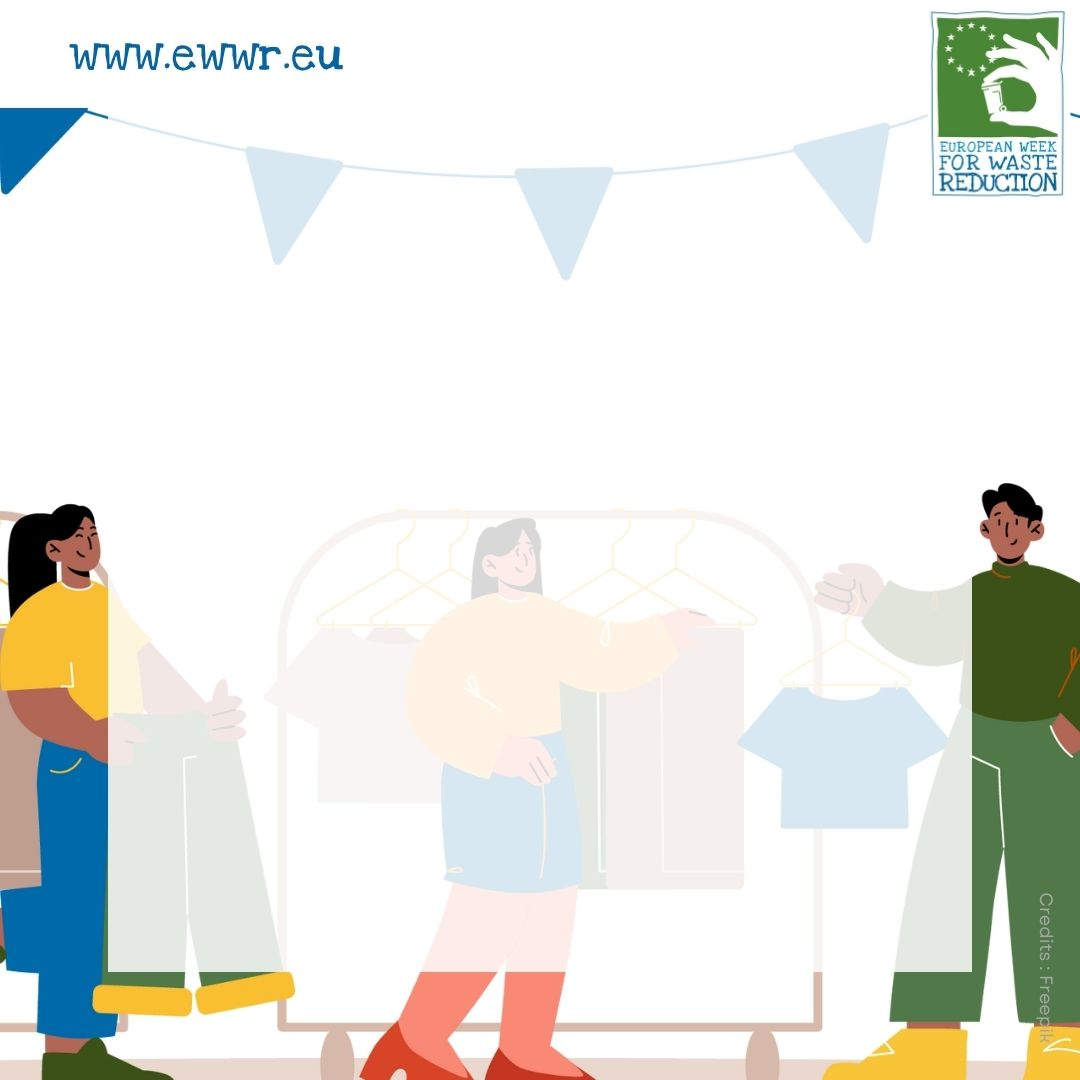 www.ewwr.eu
EUROPEAN WEEK
FOR WASTE
REDUCTION
Credits : Freepik